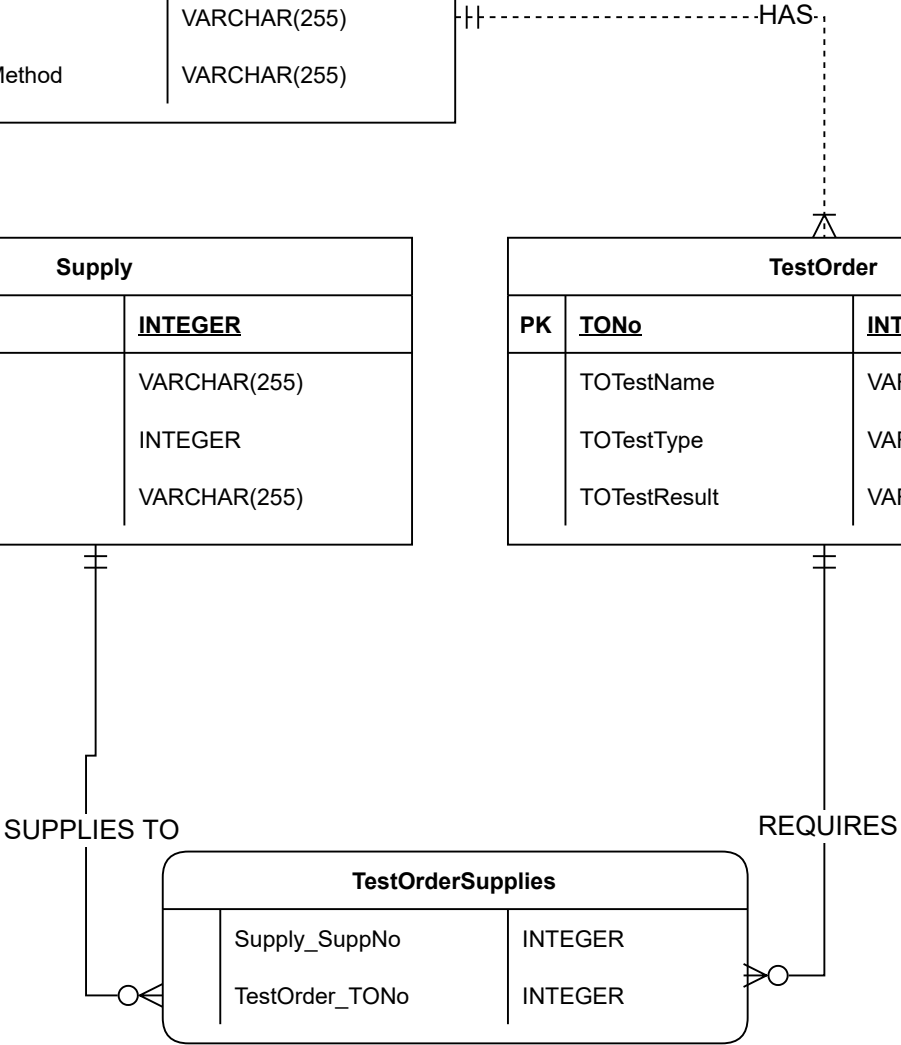 VARCHAR(255)
HAS
Method VARCHAR(255)
Supply
INTEGER
VARCHAR(255)
INTEGER
VARCHAR(255)
TestOrder
PK TONo
TOTestName
TOTestType
TOTestResult
SUPPLIES TO
REQUIRES
TestOrderSupplies
Supply_SuppNo INTEGER
TestOrder_TONo INTEGER